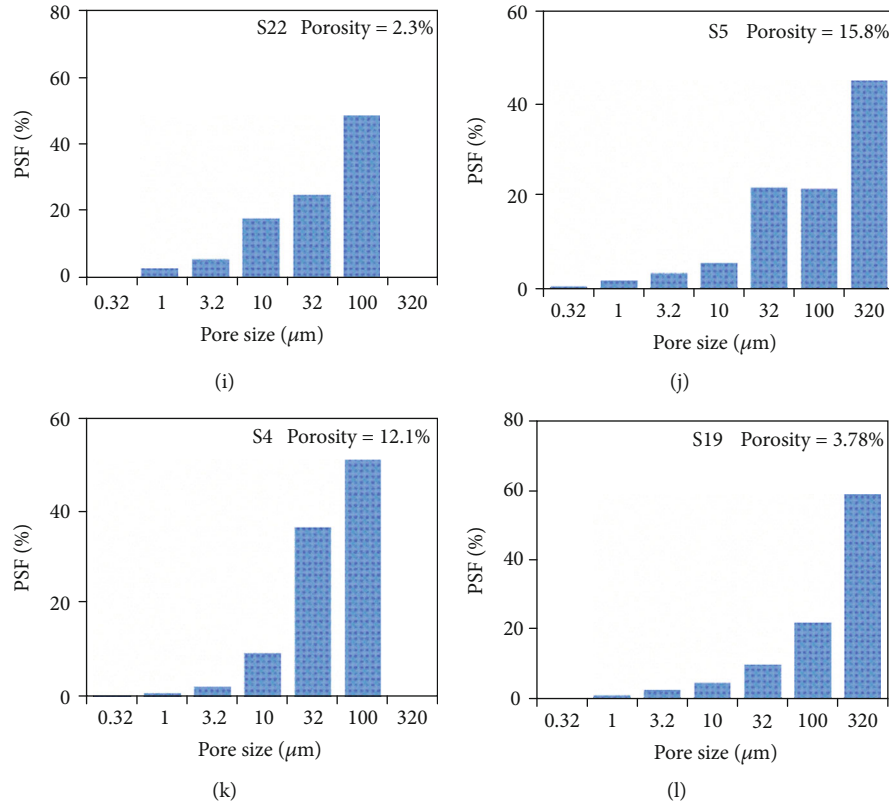 80
60
40
20
0
PSF (%)
S22 Porosity = 2.3%
0.32 1 3.2 10 32 100 320
Pore size (μm)
(i)
60
40
20
0
PSF (%)
S5 Porosity = 15.8%
0.32 1 3.2 10 32 100 320
Pore size (μm)
(j)
60
40
20
0
PSF (%)
S4 Porosity = 12.1%
0.32 1 3.2 10 32 100 320
Pore size (μm)
(k)
80
60
40
20
0
PSF (%)
S19 Porosity = 3.78%
0.32 1 3.2 10 32 100 320
Pore size (μm)
(l)